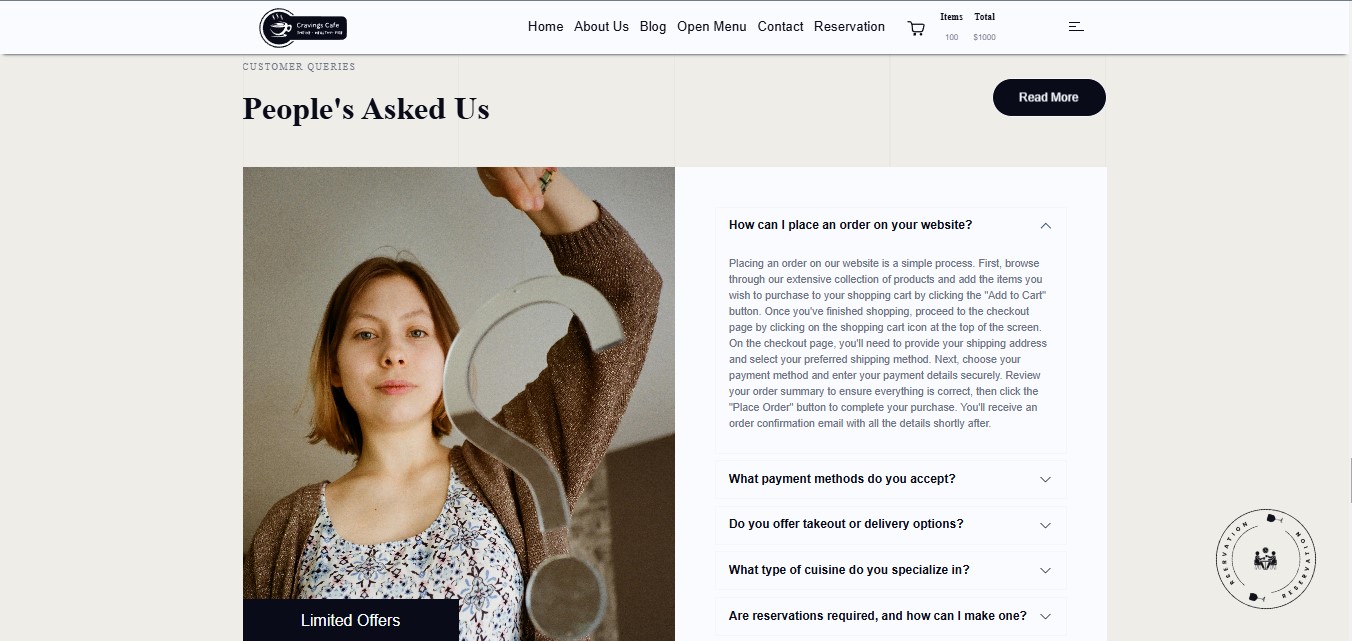 Cravings Cafe
Home About Us Blog Open Menu Contact Reservation
Items Total
100 $1000
CUSTOMER QUERIES
People's Asked Us
Read More
How can I place an order on your website?
Placing an order on our website is a simple process. First, browse
through our extensive collection of products and add the items you
wish to purchase to your shopping cart by clicking the "Add to Cart"
button. Once you've finished shopping, proceed to the checkout
page by clicking on the shopping cart icon at the top of the screen.
On the checkout page, you'll need to provide your shipping address
and select your preferred shipping method. Next, choose your
payment method and enter your payment details securely. Review
your order summary to ensure everything is correct, then click the
"Place Order" button to complete your purchase. You'll receive an
order confirmation email with all the details shortly after.
What payment methods do you accept?
Do you offer takeout or delivery options?
What type of cuisine do you specialize in?
Are reservations required, and how can I make one?
Limited Offers
RESERVATION
RESERVATION